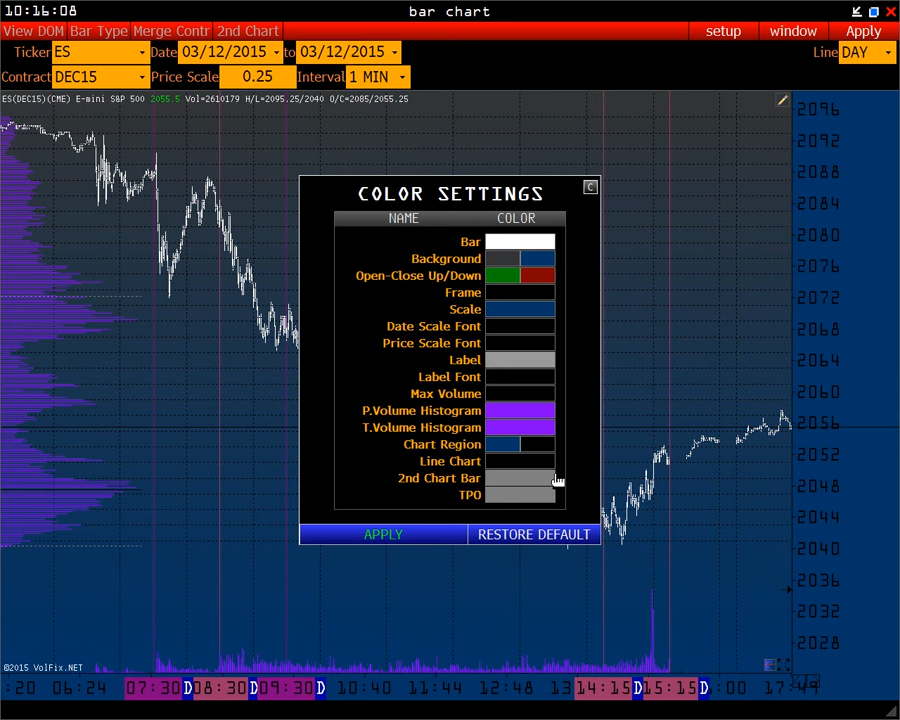 10:16:08 bar chart
View DOM Bar Type Merge Contr 2nd Chart setup window Apply
Ticker ES Date 03/12/2015 to 03/12/2015 Line DAY
Contract DEC15 Price Scale 0.25 Interval 1 MIN
ES(DEC15)(CME) E-mini S&P 500 2055.5 Vol=2610179 H/L=2095.25/2040 O/C=2085/2055.25
2096
2092
2088
2084
2080
2076
2072
2068
2064
2060
2056
2052
2048
2044
2040
2036
2032
2028
COLOR SETTINGS
C
NAME COLOR
Bar
Background
Open-Close Up/Down
Frame
Scale
Date Scale Font
Price Scale Font
Label
Label Font
Max Volume
P.Volume Histogram
T.Volume Histogram
Chart Region
Line Chart
2nd Chart Bar
TPO
APPLY RESTORE DEFAULT
©2015 VolFix.NET
:20 06:24 07:30 D 08:30 D 09:30 D 10:40 11:44 12:48 13 14:15 D 15:15 D :00 17:44